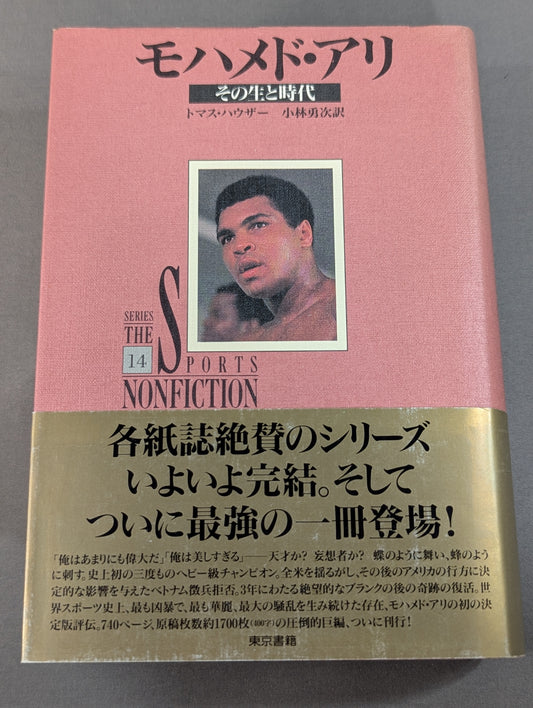 モハメド・アリ
その生と時代
トマス・ハウザー 小林勇次訳
SERIES
THE SPORTS
14
NONFICTION
各紙誌絶賛のシリーズ
いよいよ完結。そして
ついに最強の一冊登場!
「俺はあまりにも偉大だ」「俺は美しすぎる」──天才か? 妄想者か? 蝶のように舞い、蜂のよう
に刺す。史上初の三度ものヘビー級チャンピオン。全米を揺るがし、その後のアメリカの行方に決
定的な影響を与えたベトナム徴兵拒否。3年にわたる絶望的なブランクの後の奇跡の復活。世
界スポーツ史上、最も凶暴で、最も華麗、最大の騒乱を生み続けた存在、モハメド・アリの初の決
定版評伝。740ページ、原稿枚数約1700枚(400字)の圧倒的巨編、ついに刊行!
東京書籍